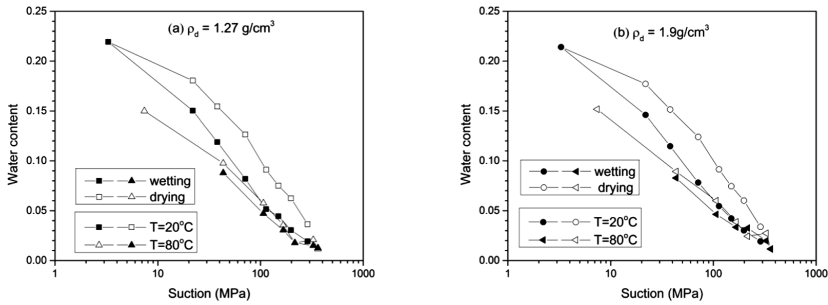 (a) ρd = 1.27 g/cm³
0.25
0.20
0.15
0.10
0.05
0.00
Water content
wetting
drying
T=20°C
T=80°C
1 10 100 1000
Suction (MPa)
(b) ρd = 1.9g/cm³
0.25
0.20
0.15
0.10
0.05
0.00
Water content
wetting
drying
T=20°C
T=80°C
1 10 100 1000
Suction (MPa)